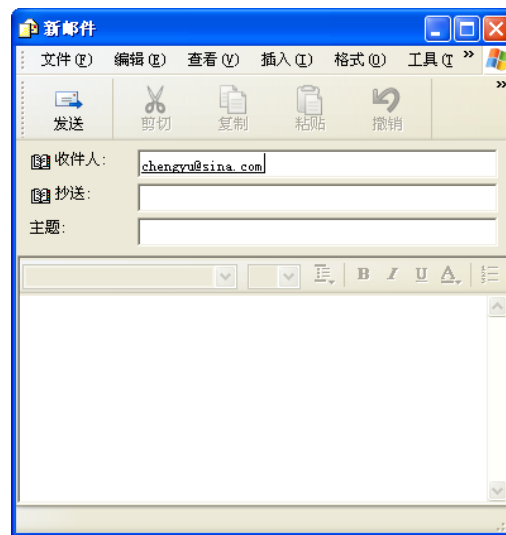 新邮件
文件(F) 编辑(E) 查看(V) 插入(I) 格式(O) 工具(T »
发送 剪切 复制 粘贴 撤销 »
收件人: chengyu@sina.com
抄送:
主题:
B I U A